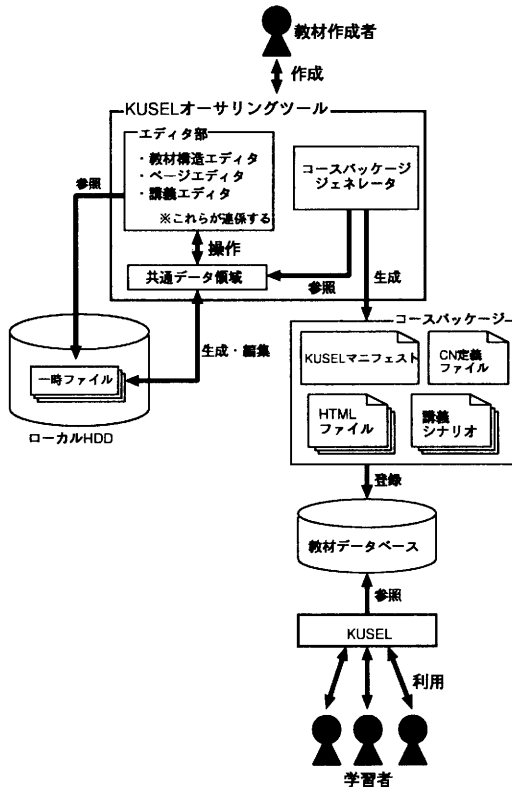 教材作成者
作成
KUSELオーサリングツール
エディタ部
・教材構造エディタ
・ページエディタ
・講義エディタ
※これらが連係する
コースパッケージ
ジェネレータ
参照
操作
共通データ領域
参照
生成
生成・編集
一時ファイル
ローカルHDD
コースパッケージ
KUSELマニフェスト
CN定義
ファイル
HTML
ファイル
講義
シナリオ
登録
教材データベース
参照
KUSEL
利用
学習者